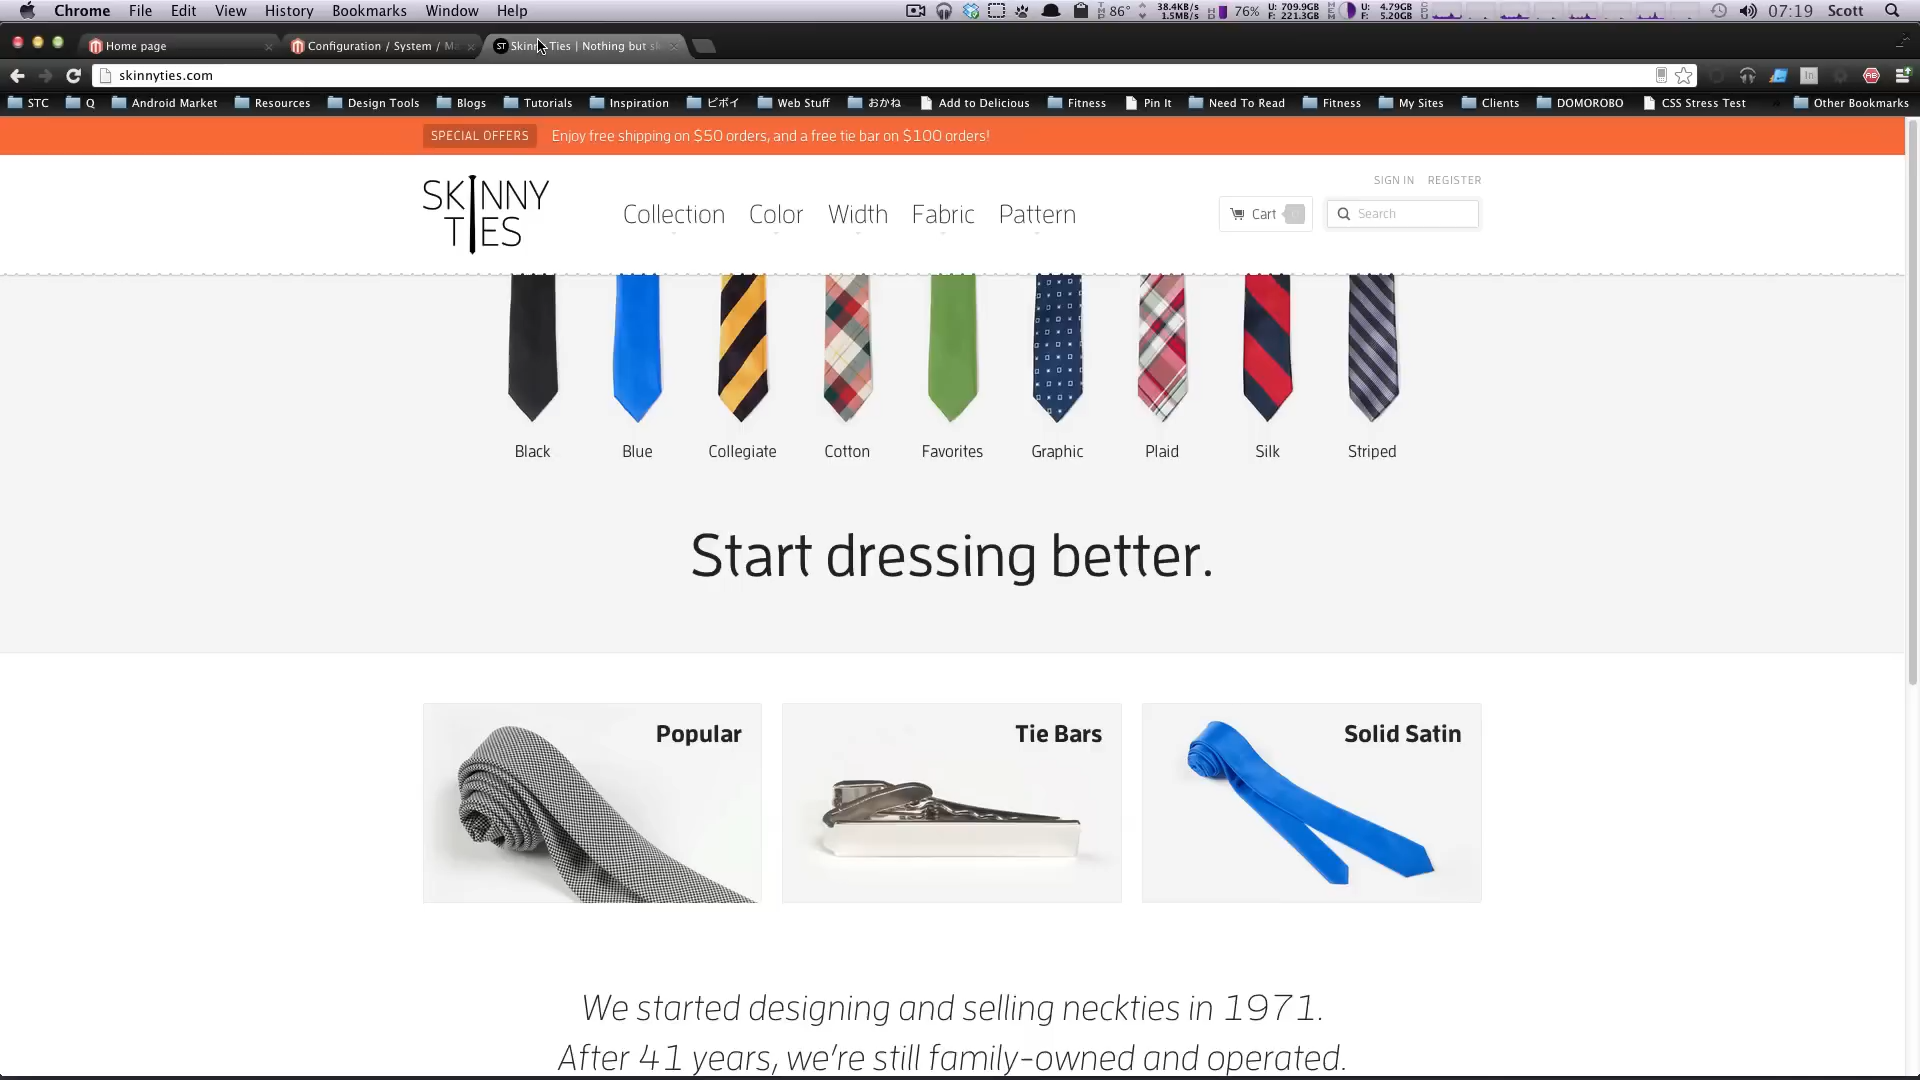 Chrome File Edit View History Bookmarks Window Help
86° 38.4KB/s 1.5MB/s 76% U: 709.9GB F: 221.3GB U: 4.79GB F: 5.20GB 07:19 Scott
Home page
Configuration / System /
Skinny Ties | Nothing but
skinnyties.com
STC Q Android Market Resources Design Tools Blogs Tutorials Inspiration ビボイ Web Stuff おかね Add to Delicious Fitness Pin It Need To Read Fitness My Sites Clients DOMOROBO CSS Stress Test Other Bookmarks
SPECIAL OFFERS Enjoy free shipping on $50 orders, and a free tie bar on $100 orders!
SIGN IN REGISTER
SKINNY
TIES
Collection Color Width Fabric Pattern
Cart Search
Black Blue Collegiate Cotton Favorites Graphic Plaid Silk Striped
Start dressing better.
Popular Tie Bars Solid Satin
We started designing and selling neckties in 1971.
After 41 years, we're still family-owned and operated.